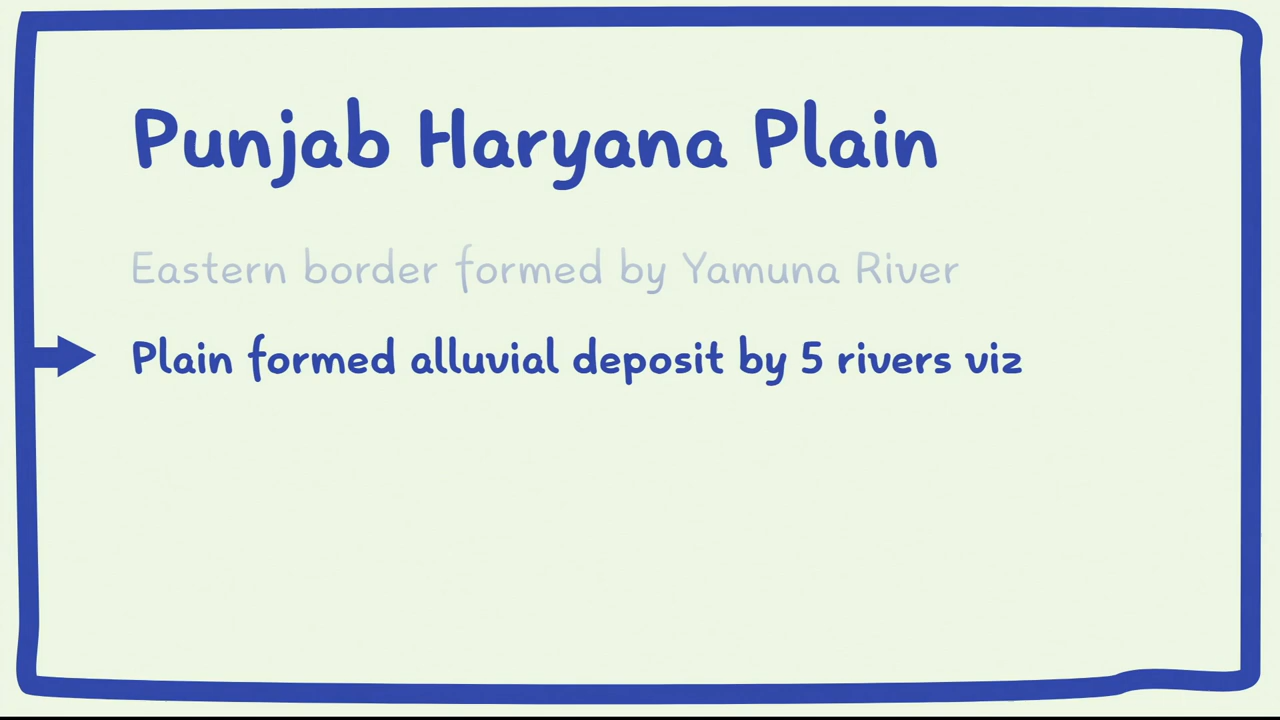 Punjab Haryana Plain
Eastern border formed by Yamuna River
Plain formed alluvial deposit by 5 rivers viz